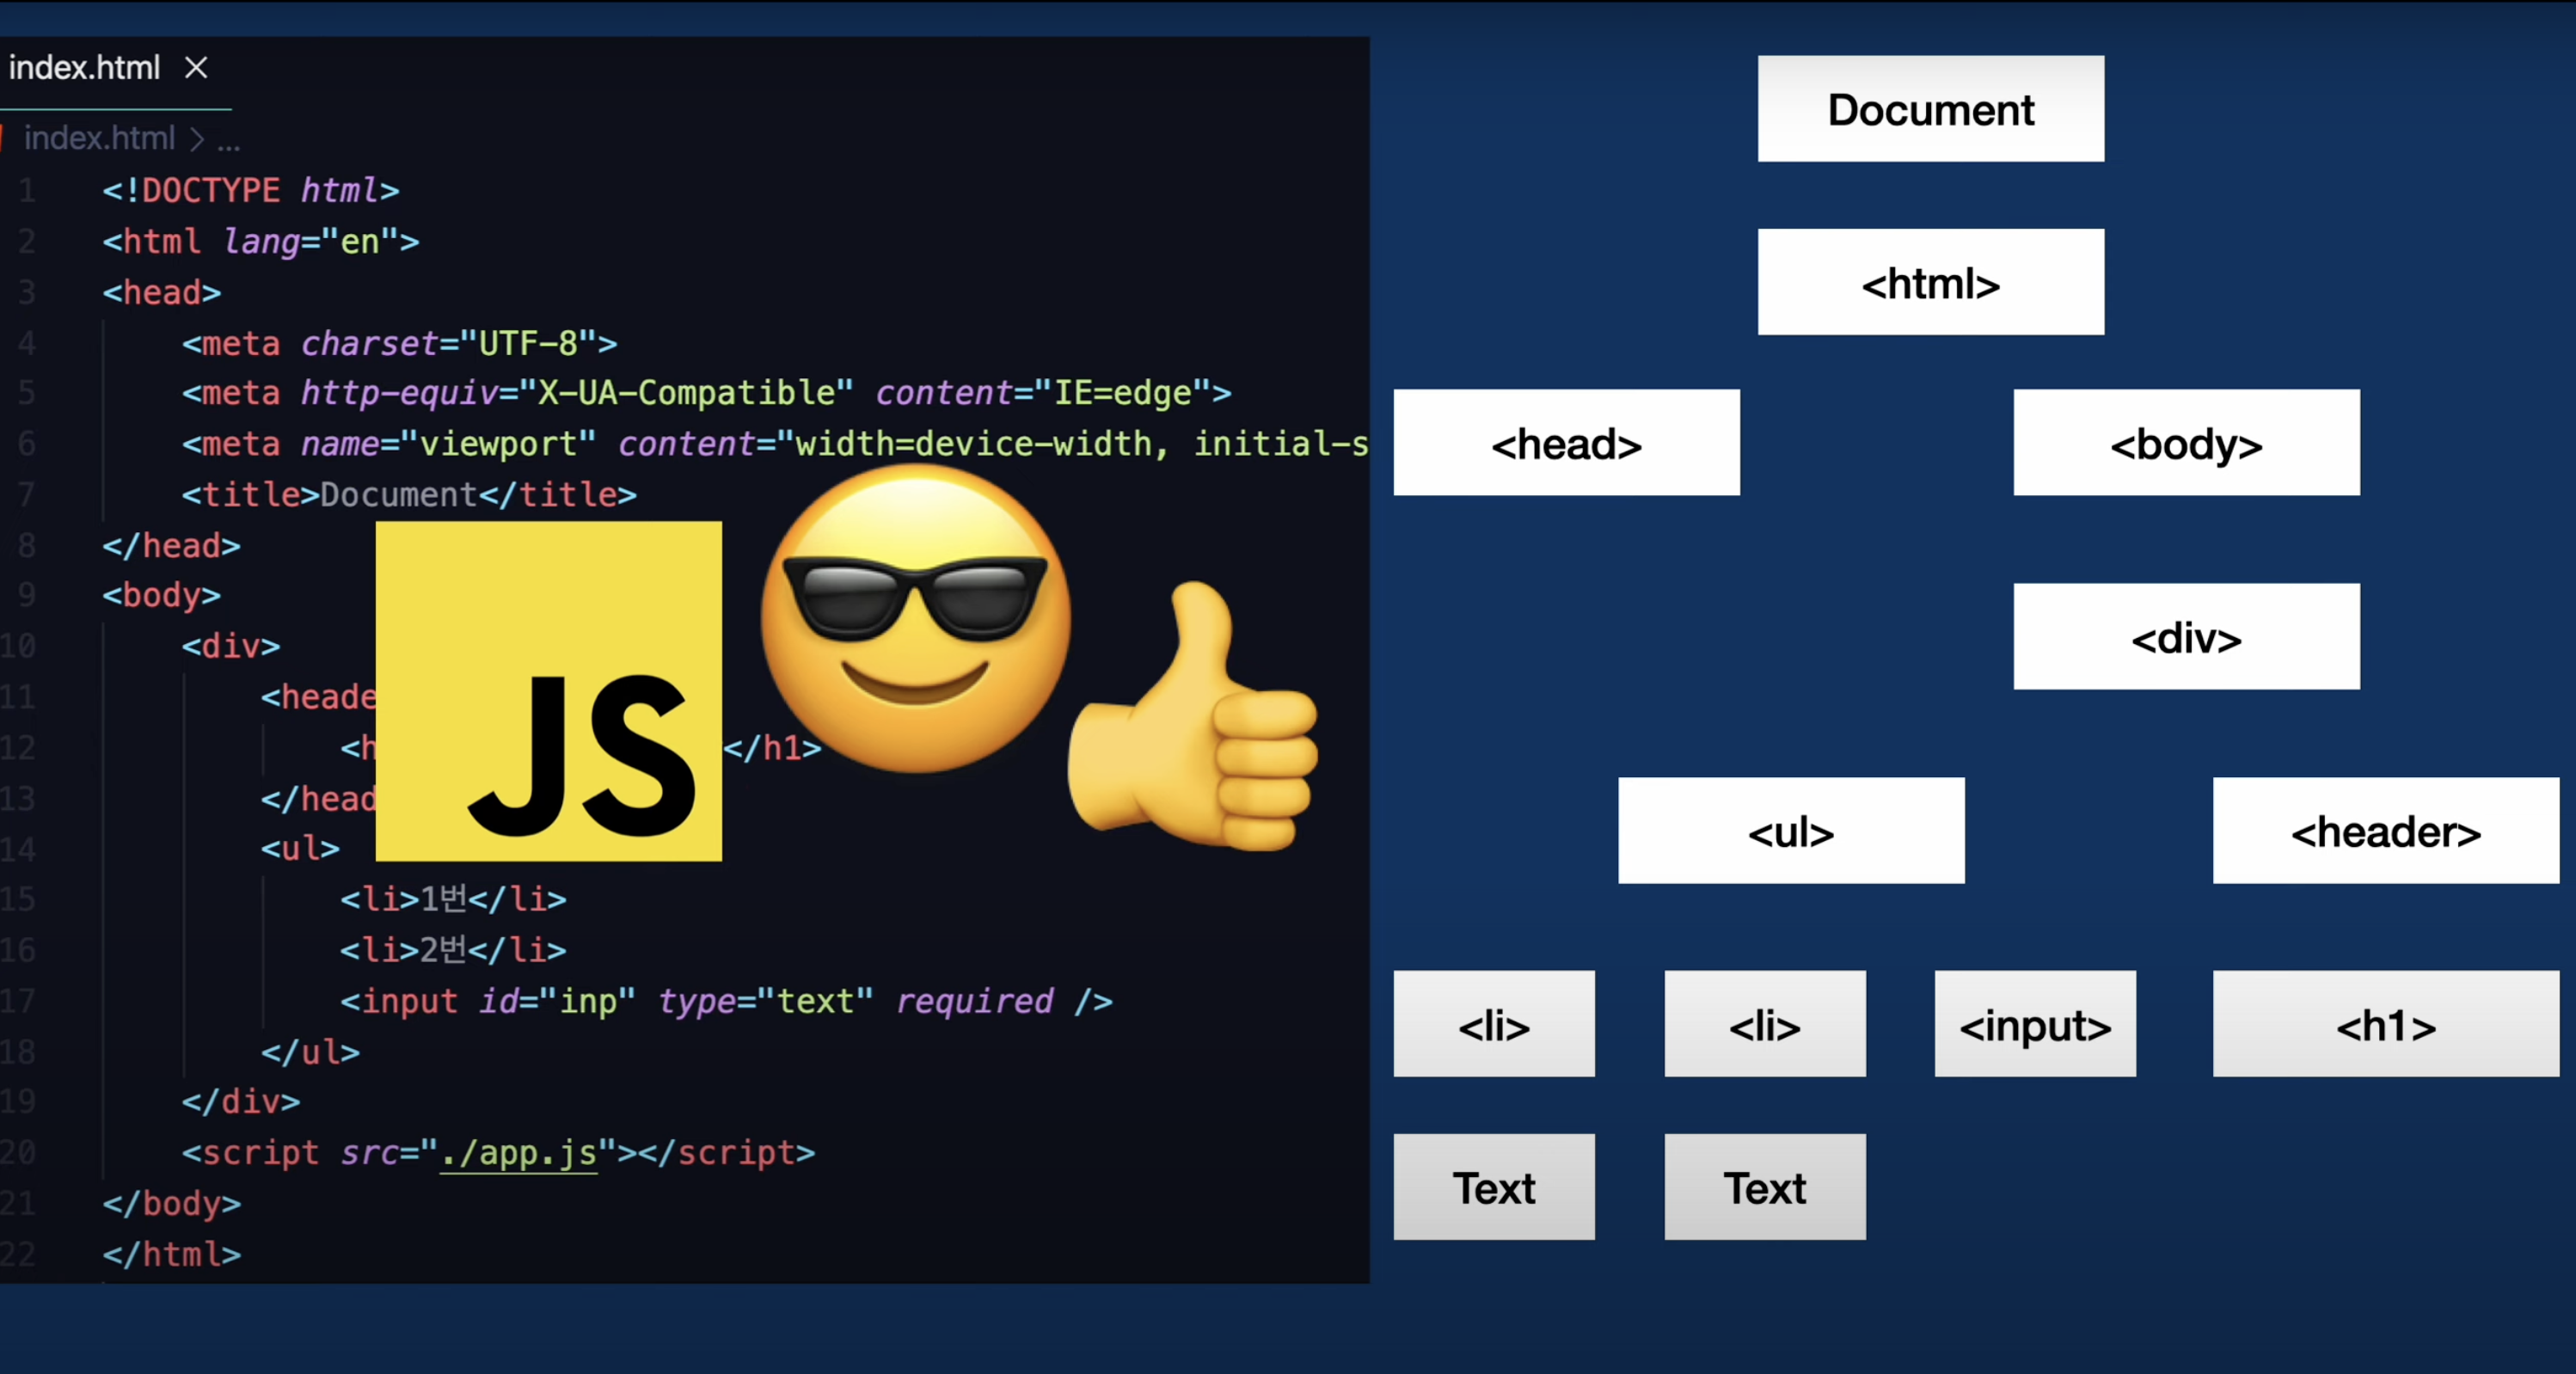 index.html ×
index.html > ...
1 <!DOCTYPE html>
2 <html lang="en">
3 <head>
4 <meta charset="UTF-8">
5 <meta http-equiv="X-UA-Compatible" content="IE=edge">
6 <meta name="viewport" content="width=device-width, initial-s
7 <title>Document</title>
8 </head>
9 <body>
10 <div>
11 <heade
12 <h </h1>
13 </head
14 <ul>
15 <li>1번</li>
16 <li>2번</li>
17 <input id="inp" type="text" required />
18 </ul>
19 </div>
20 <script src="./app.js"></script>
21 </body>
22 </html>
JS
Document
<html>
<head> <body>
<div>
<ul> <header>
<li> <li> <input> <h1>
Text Text